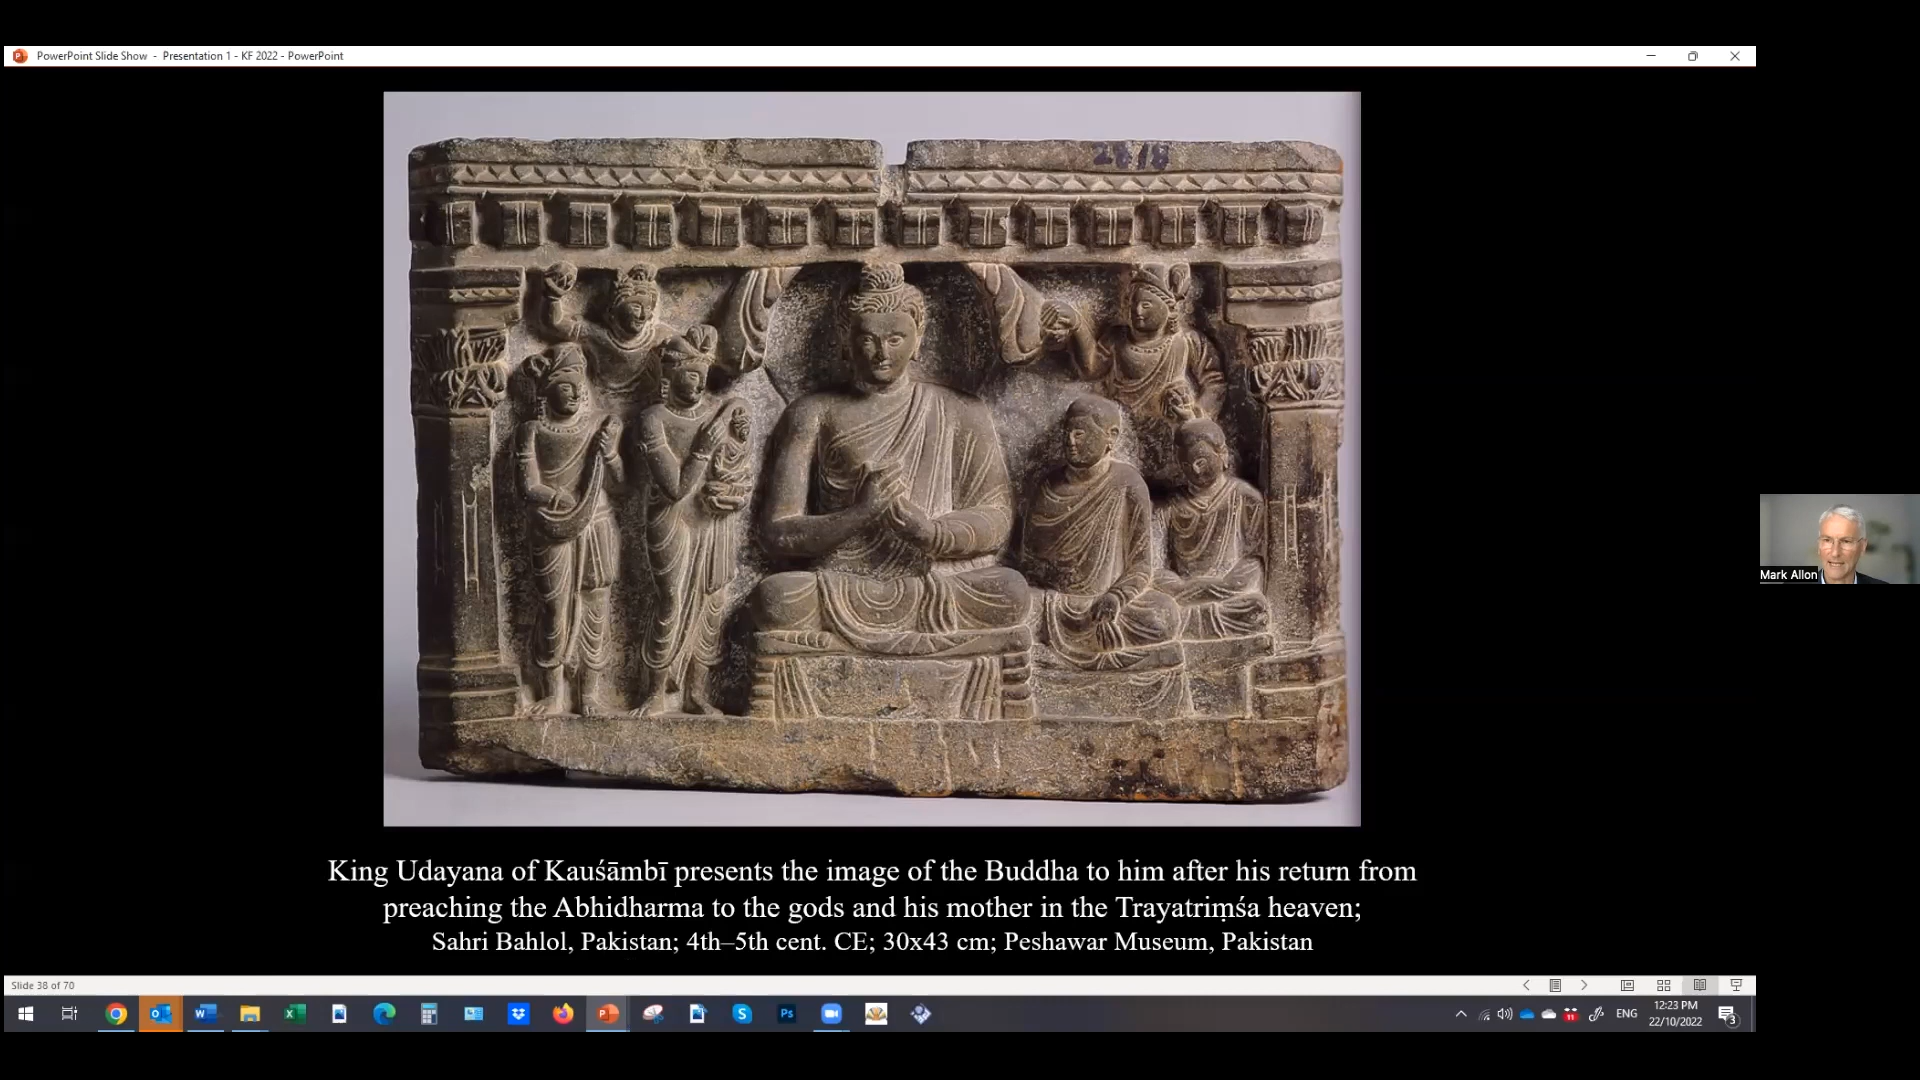 PowerPoint Slide Show - Presentation 1 - KF 2022 - PowerPoint
2818
Mark Allon
King Udayana of Kauśāmbī presents the image of the Buddha to him after his return from
preaching the Abhidharma to the gods and his mother in the Trayatriṃśa heaven;
Sahri Bahlol, Pakistan; 4th–5th cent. CE; 30x43 cm; Peshawar Museum, Pakistan
Slide 38 of 70
12:23 PM
ENG
22/10/2022
11
3